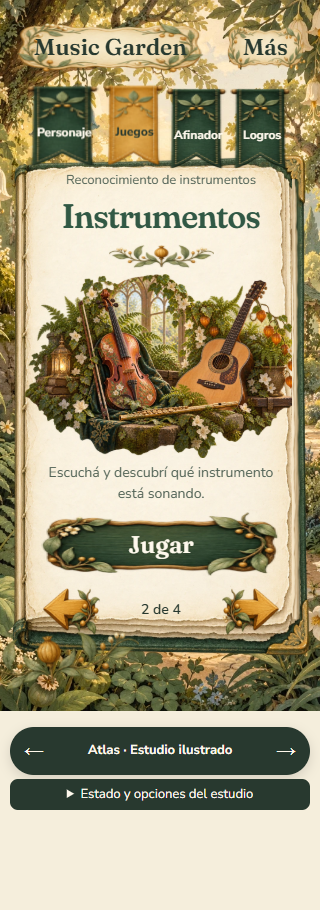 Music Garden
Más
Personaje
Juegos
Afinador
Logros
Reconocimiento de instrumentos
Instrumentos
Escuchá y descubrí qué instrumento
está sonando.
Jugar
2 de 4
← Atlas · Estudio ilustrado →
▶ Estado y opciones del estudio